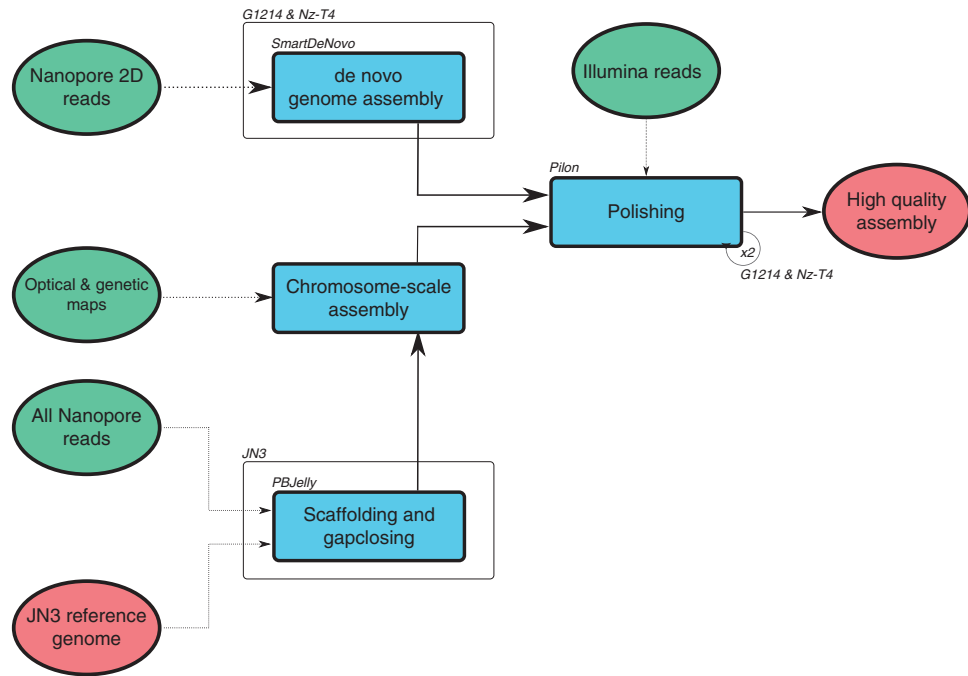 G1214 & Nz-T4
SmartDeNovo
de novo
genome assembly
Nanopore 2D
reads
Illumina reads
Pilon
Polishing
x2
G1214 & Nz-T4
High quality
assembly
Optical & genetic
maps
Chromosome-scale
assembly
All Nanopore
reads
JN3
PBJelly
Scaffolding and
gapclosing
JN3 reference
genome